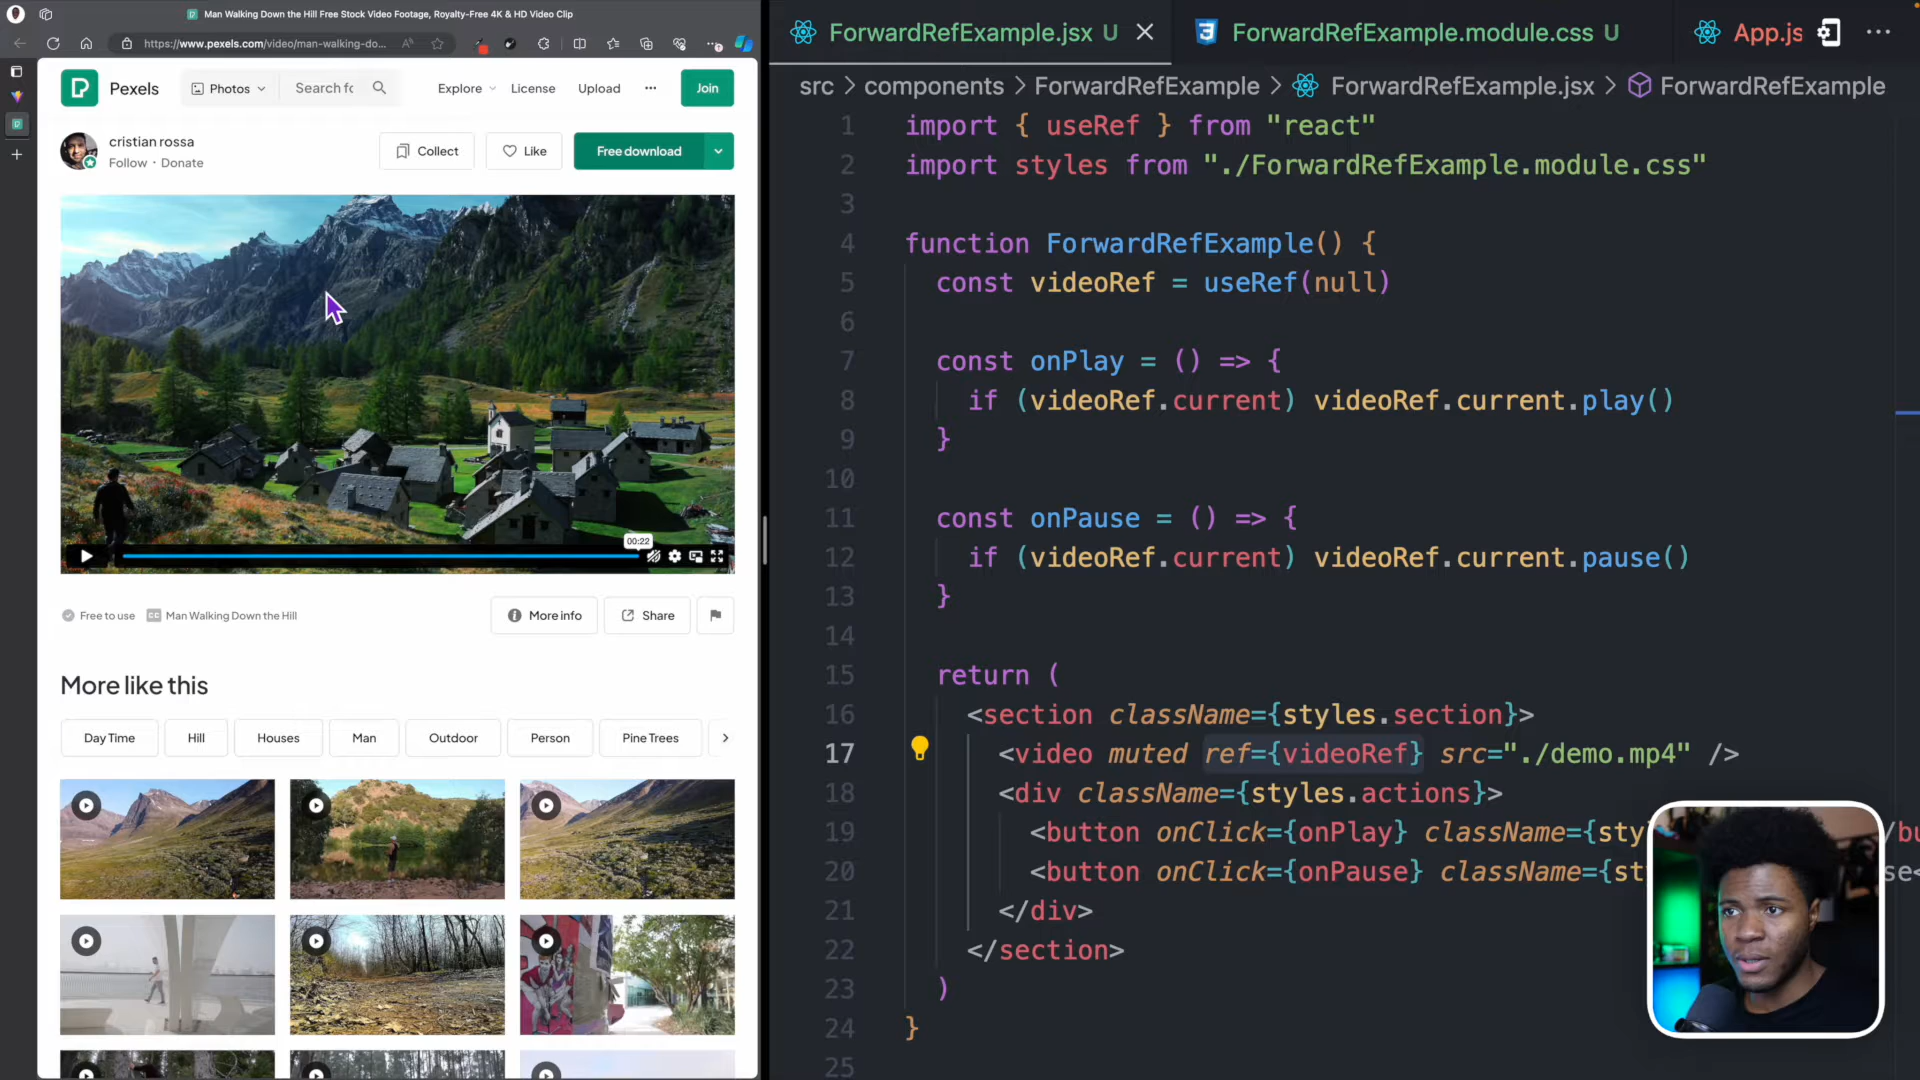 Man Walking Down the Hill Free Stock Video Footage, Royalty-Free 4K & HD Video Clip
https://www.pexels.com/video/man-walking-do...
Pexels
Photos
Search fo
Explore
License
Upload
Join
cristian rossa
Follow · Donate
Collect
Like
Free download
00:22
Free to use
CC
Man Walking Down the Hill
More info
Share
More like this
Day Time
Hill
Houses
Man
Outdoor
Person
Pine Trees
ForwardRefExample.jsx U
ForwardRefExample.module.css U
App.js
src > components > ForwardRefExample > ForwardRefExample.jsx > ForwardRefExample
1 import { useRef } from "react"
2 import styles from "./ForwardRefExample.module.css"
3
4 function ForwardRefExample() {
5 const videoRef = useRef(null)
6
7 const onPlay = () => {
8 if (videoRef.current) videoRef.current.play()
9 }
10
11 const onPause = () => {
12 if (videoRef.current) videoRef.current.pause()
13 }
14
15 return (
16 <section className={styles.section}>
17 <video muted ref={videoRef} src="./demo.mp4" />
18 <div className={styles.actions}>
19 <button onClick={onPlay} className={sty /bu
20 <button onClick={onPause} className={st se<
21 </div>
22 </section>
23 )
24 }
25